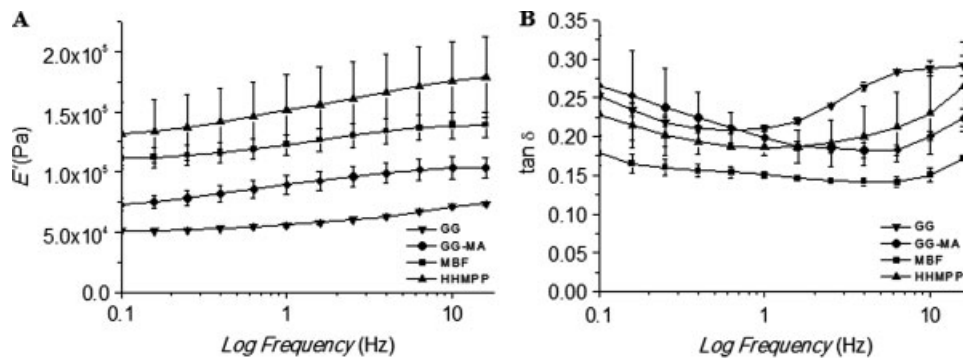 A
E' (Pa)
2.0x10⁵
1.5x10⁵
1.0x10⁵
5.0x10⁴
0.0
0.1
1
10
Log Frequency (Hz)
GG
GG-MA
MBF
HHMPP
B
tan δ
0.35
0.30
0.25
0.20
0.15
0.10
0.05
0.00
0.1
1
10
Log Frequency (Hz)
GG
GG-MA
MBF
HHMPP